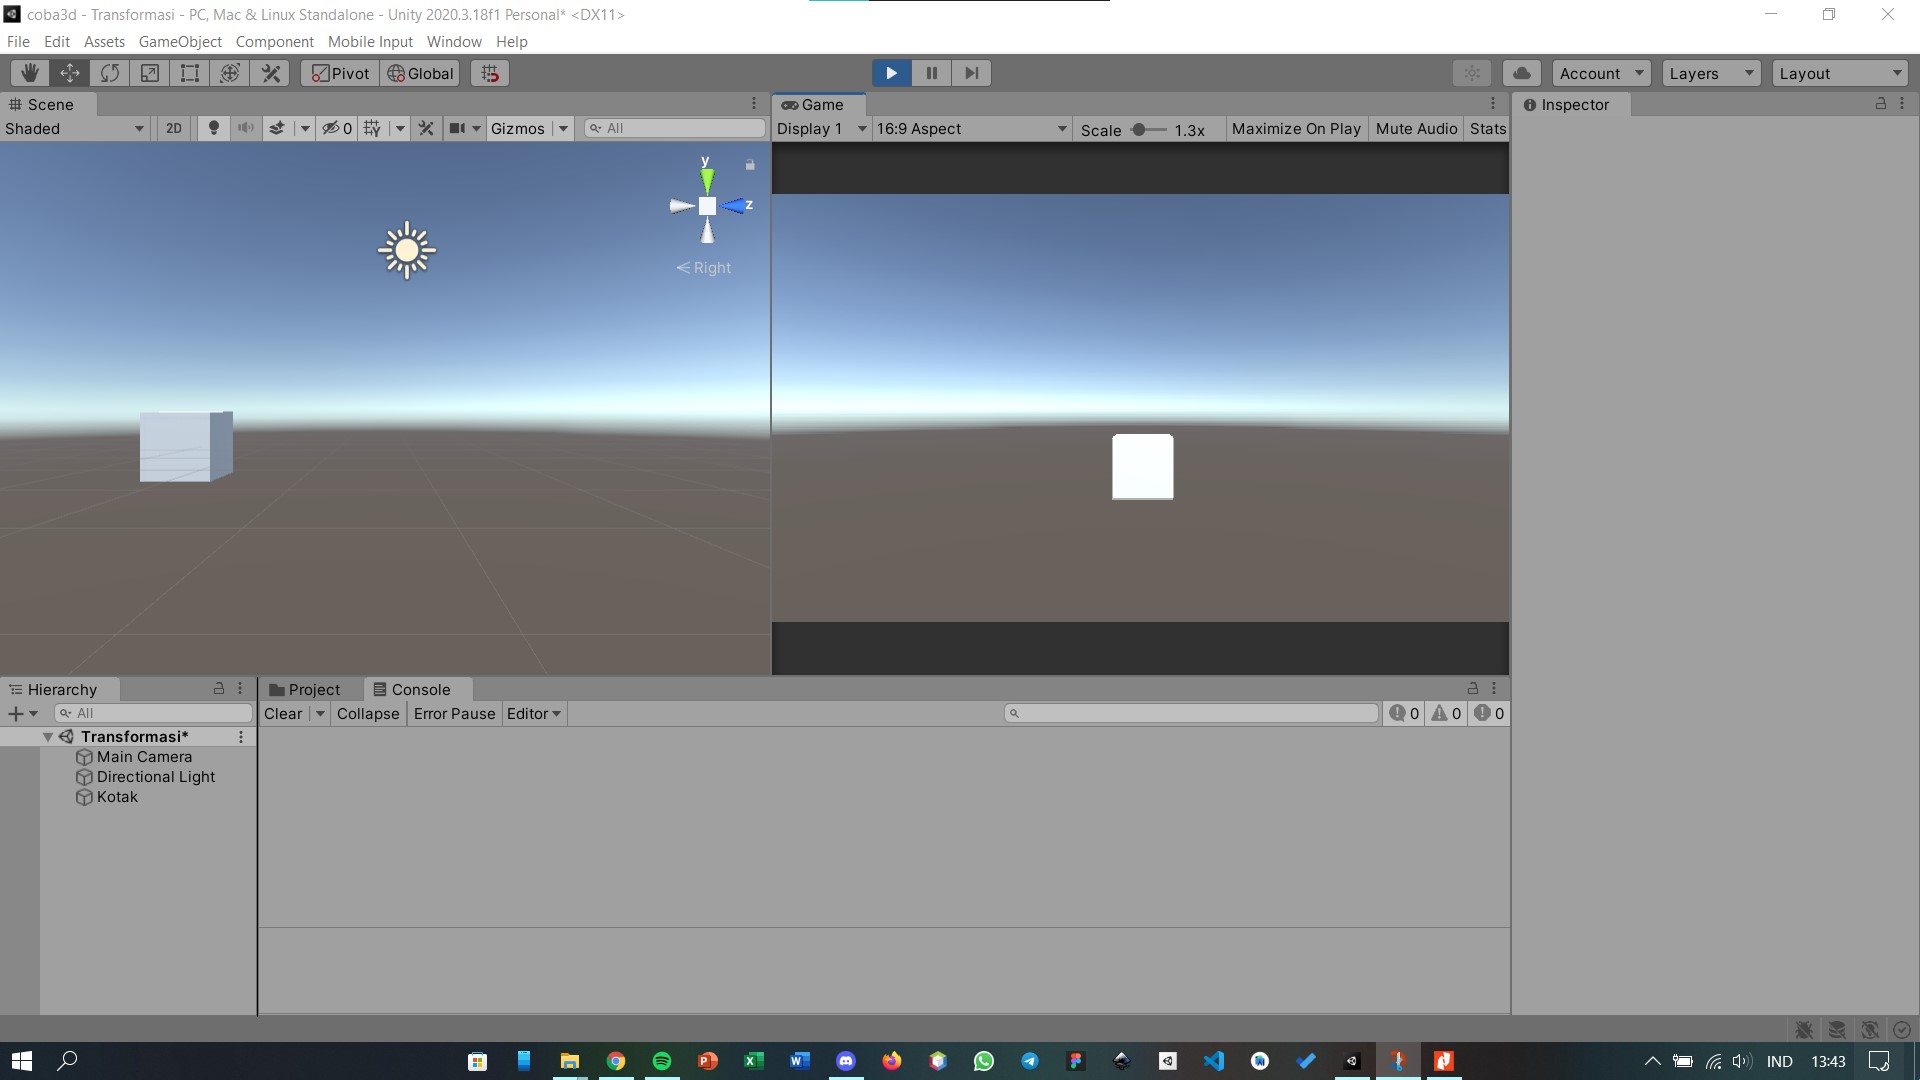 coba3d - Transformasi - PC, Mac & Linux Standalone - Unity 2020.3.18f1 Personal* <DX11>
File Edit Assets GameObject Component Mobile Input Window Help
Pivot Global Account Layers Layout
Scene Game Inspector
Shaded 2D 0 Gizmos All Display 1 16:9 Aspect Scale 1.3x Maximize On Play Mute Audio Stats
y
z
Right
Hierarchy Project Console
All Clear Collapse Error Pause Editor 0 0 0
Transformasi*
Main Camera
Directional Light
Kotak
IND 13:43